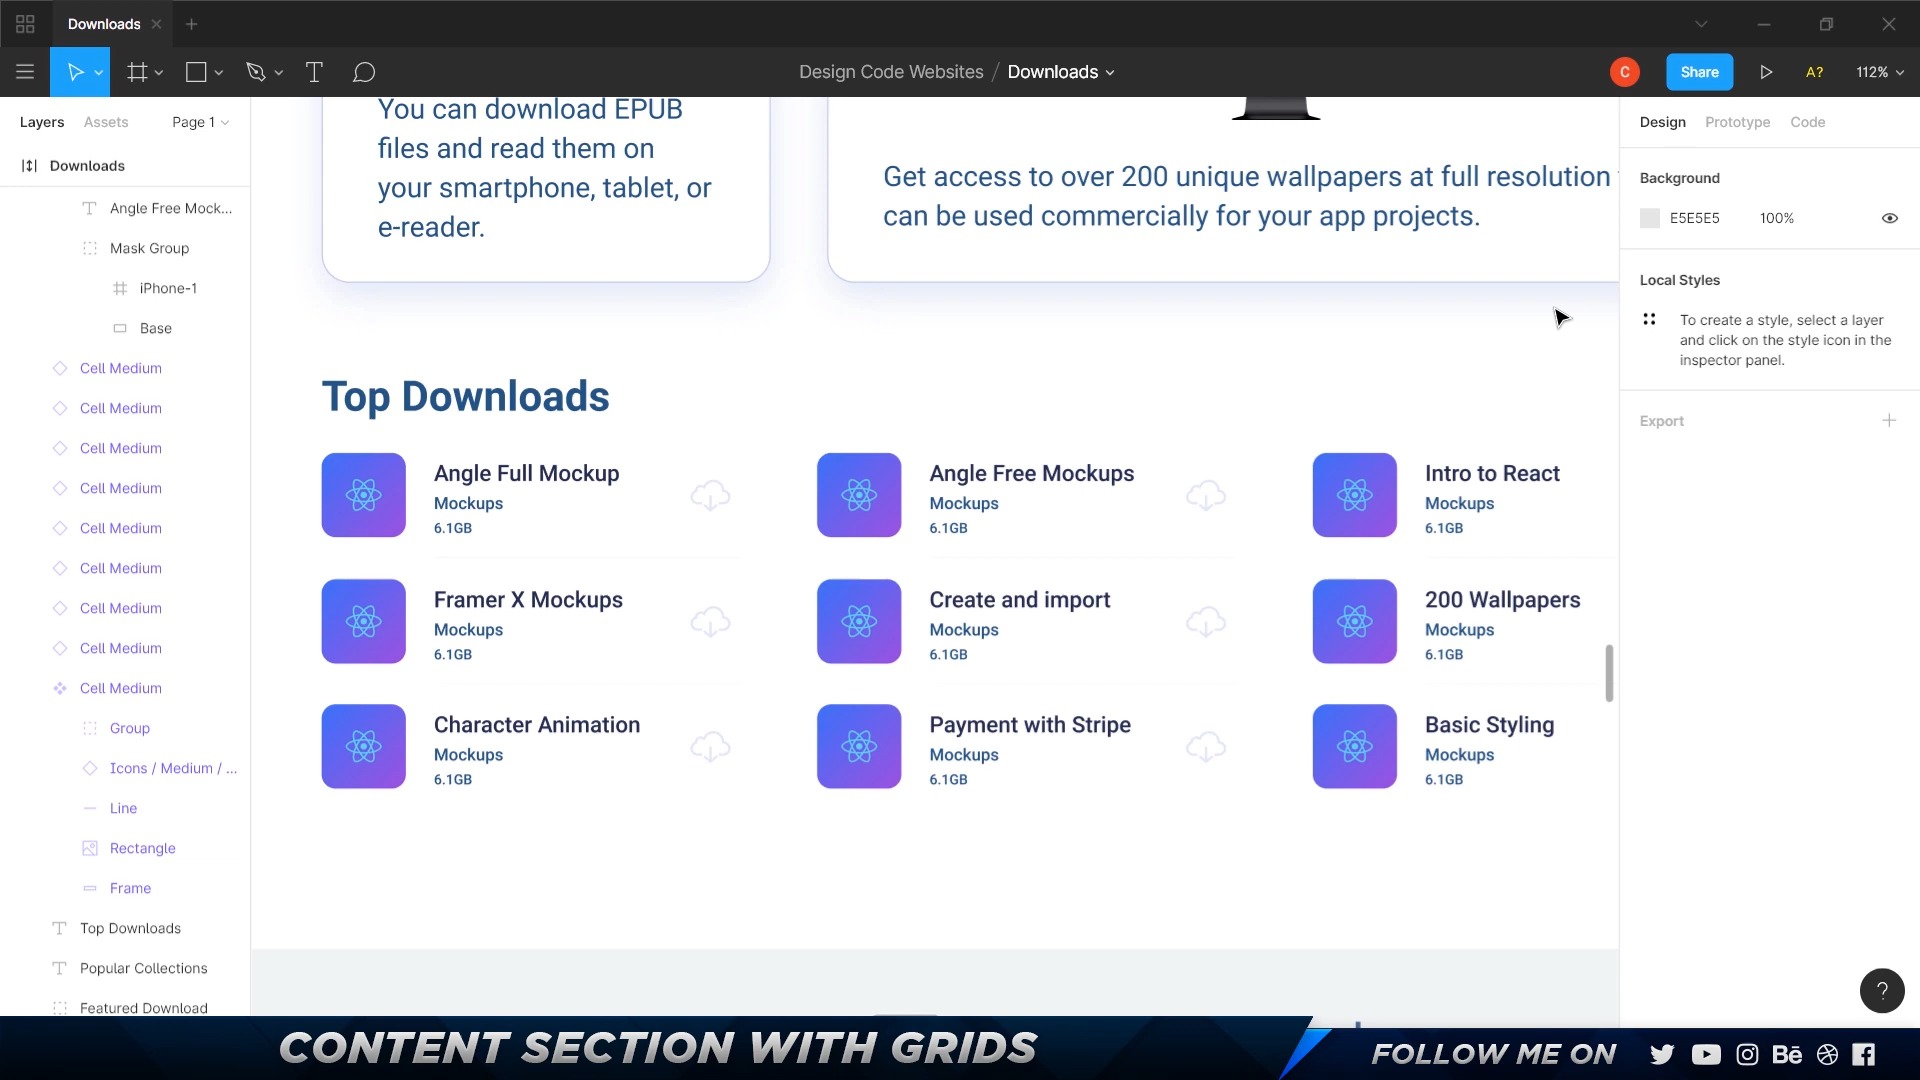 Downloads
Design Code Websites / Downloads
C
Share
A?
112%
Layers
Assets
Page 1
Downloads
Angle Free Mock...
Mask Group
iPhone-1
Base
Cell Medium
Cell Medium
Cell Medium
Cell Medium
Cell Medium
Cell Medium
Cell Medium
Cell Medium
Cell Medium
Group
Icons / Medium / ...
Line
Rectangle
Frame
Top Downloads
Popular Collections
Featured Download
You can download EPUB
files and read them on
your smartphone, tablet, or
e-reader.
Get access to over 200 unique wallpapers at full resolution
can be used commercially for your app projects.
Top Downloads
Angle Full Mockup
Mockups
6.1GB
Angle Free Mockups
Mockups
6.1GB
Intro to React
Mockups
6.1GB
Framer X Mockups
Mockups
6.1GB
Create and import
Mockups
6.1GB
200 Wallpapers
Mockups
6.1GB
Character Animation
Mockups
6.1GB
Payment with Stripe
Mockups
6.1GB
Basic Styling
Mockups
6.1GB
Design
Prototype
Code
Background
E5E5E5
100%
Local Styles
To create a style, select a layer
and click on the style icon in the
inspector panel.
Export
?
CONTENT SECTION WITH GRIDS
FOLLOW ME ON
Bē